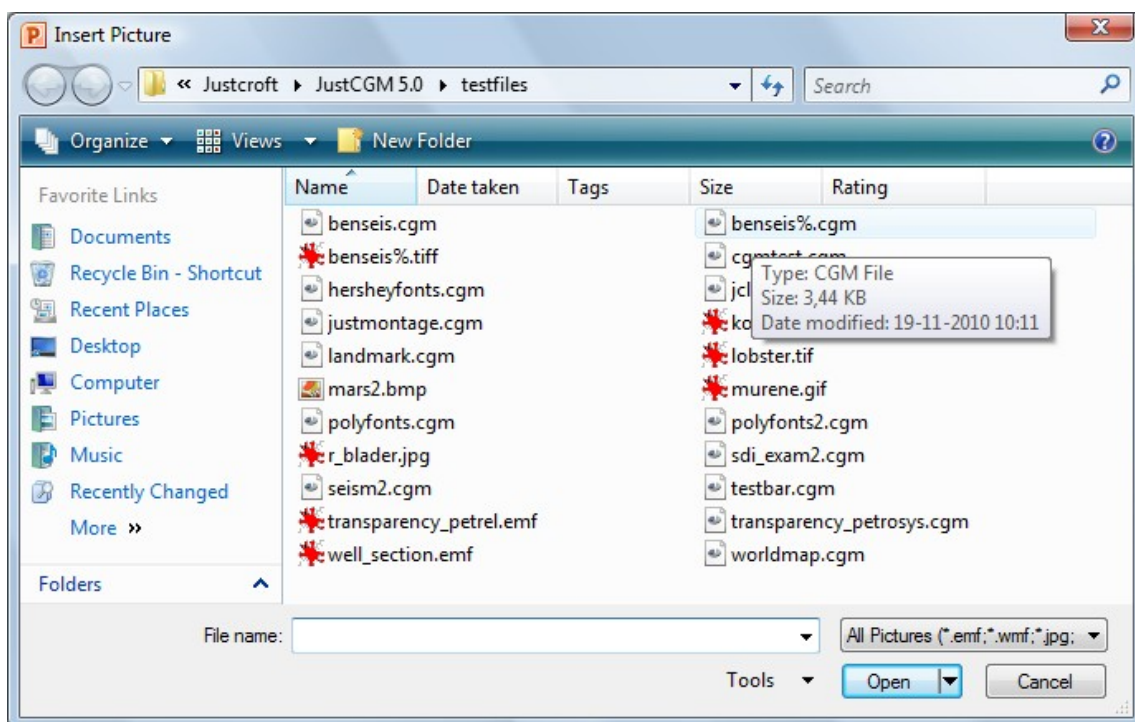 Insert Picture
« Justcroft ▸ JustCGM 5.0 ▸ testfiles
Search
Organize Views New Folder
Favorite Links
Documents
Recycle Bin - Shortcut
Recent Places
Desktop
Computer
Pictures
Music
Recently Changed
More »
Folders
Name Date taken Tags Size Rating
benseis.cgm benseis%.cgm
benseis%.tiff
hersheyfonts.cgm
justmontage.cgm
landmark.cgm lobster.tif
mars2.bmp murene.gif
polyfonts.cgm polyfonts2.cgm
r_blader.jpg sdi_exam2.cgm
seism2.cgm testbar.cgm
transparency_petrel.emf transparency_petrosys.cgm
well_section.emf worldmap.cgm
Type: CGM File
Size: 3,44 KB
Date modified: 19-11-2010 10:11
File name: All Pictures (*.emf;*.wmf;*.jpg;
Tools Open Cancel